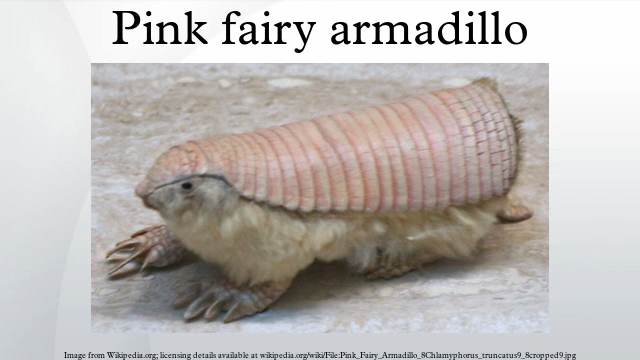 Pink fairy armadillo
Image from Wikipedia.org; licensing details available at wikipedia.org/wiki/File:Pink_Fairy_Armadillo_8Chlamyphorus_truncatus9_8cropped9.jpg